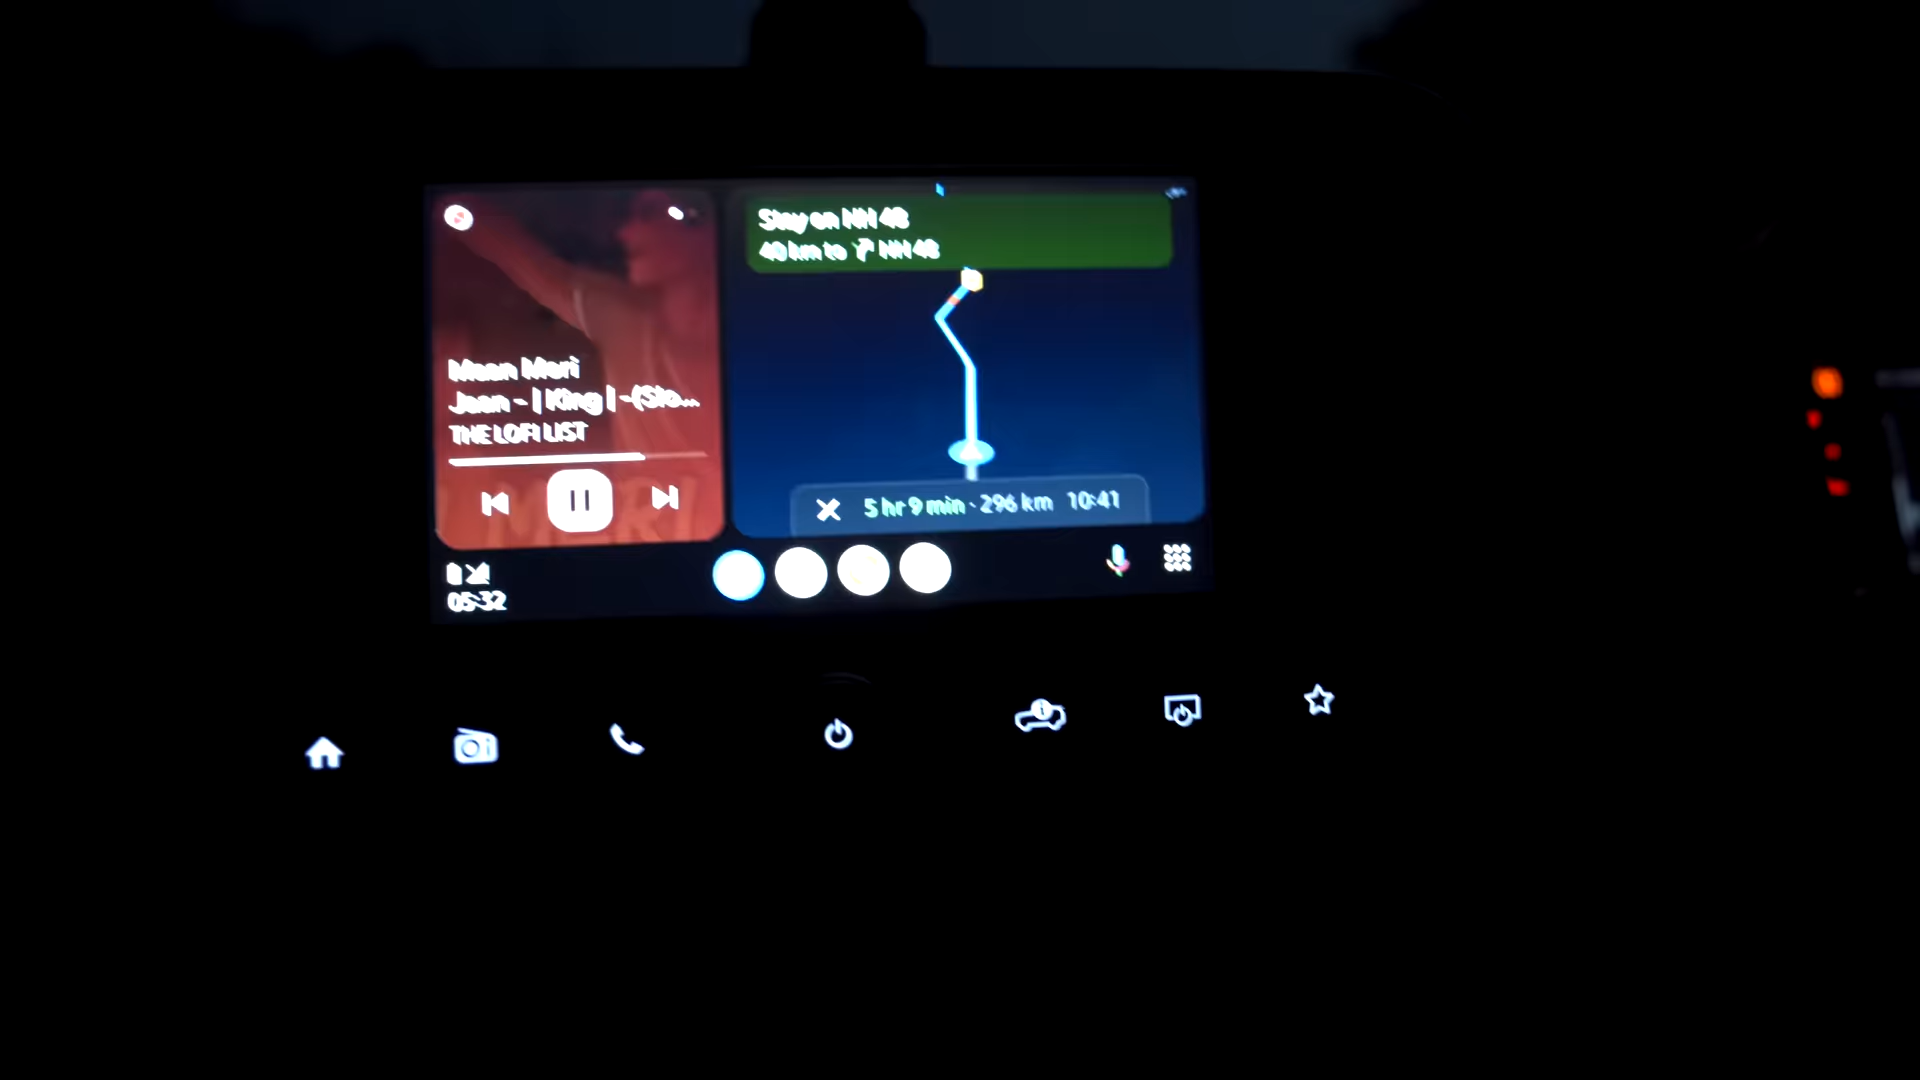 Maan Meri
Jaan - | King | -(Slo...
THE LOFI LIST
05:32
Stay on NH 48
40 km to NH 48
5 hr 9 min · 296 km 10:41